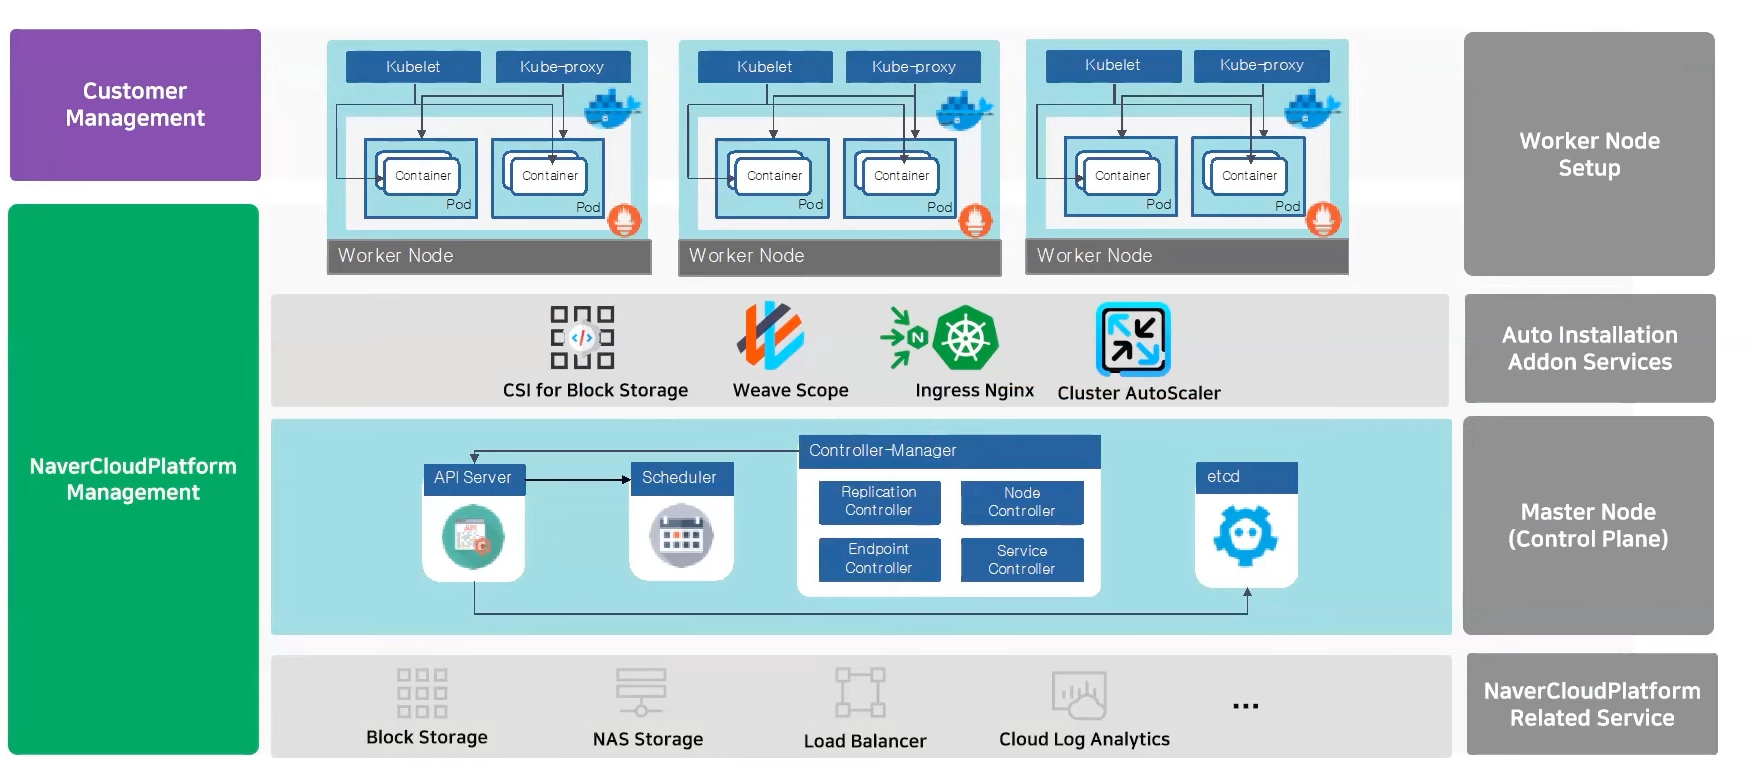 Customer
Management
Kubelet
Kube-proxy
Container
Pod
Container
Pod
Worker Node
Kubelet
Kube-proxy
Container
Pod
Container
Pod
Worker Node
Kubelet
Kube-proxy
Container
Pod
Container
Pod
Worker Node
Worker Node
Setup
NaverCloudPlatform
Management
</>
N
CSI for Block Storage
Weave Scope
Ingress Nginx
Cluster AutoScaler
Auto Installation
Addon Services
API Server
API
Scheduler
Controller-Manager
Replication
Controller
Node
Controller
Endpoint
Controller
Service
Controller
etcd
Master Node
(Control Plane)
Block Storage
NAS Storage
Load Balancer
Cloud Log Analytics
...
NaverCloudPlatform
Related Service